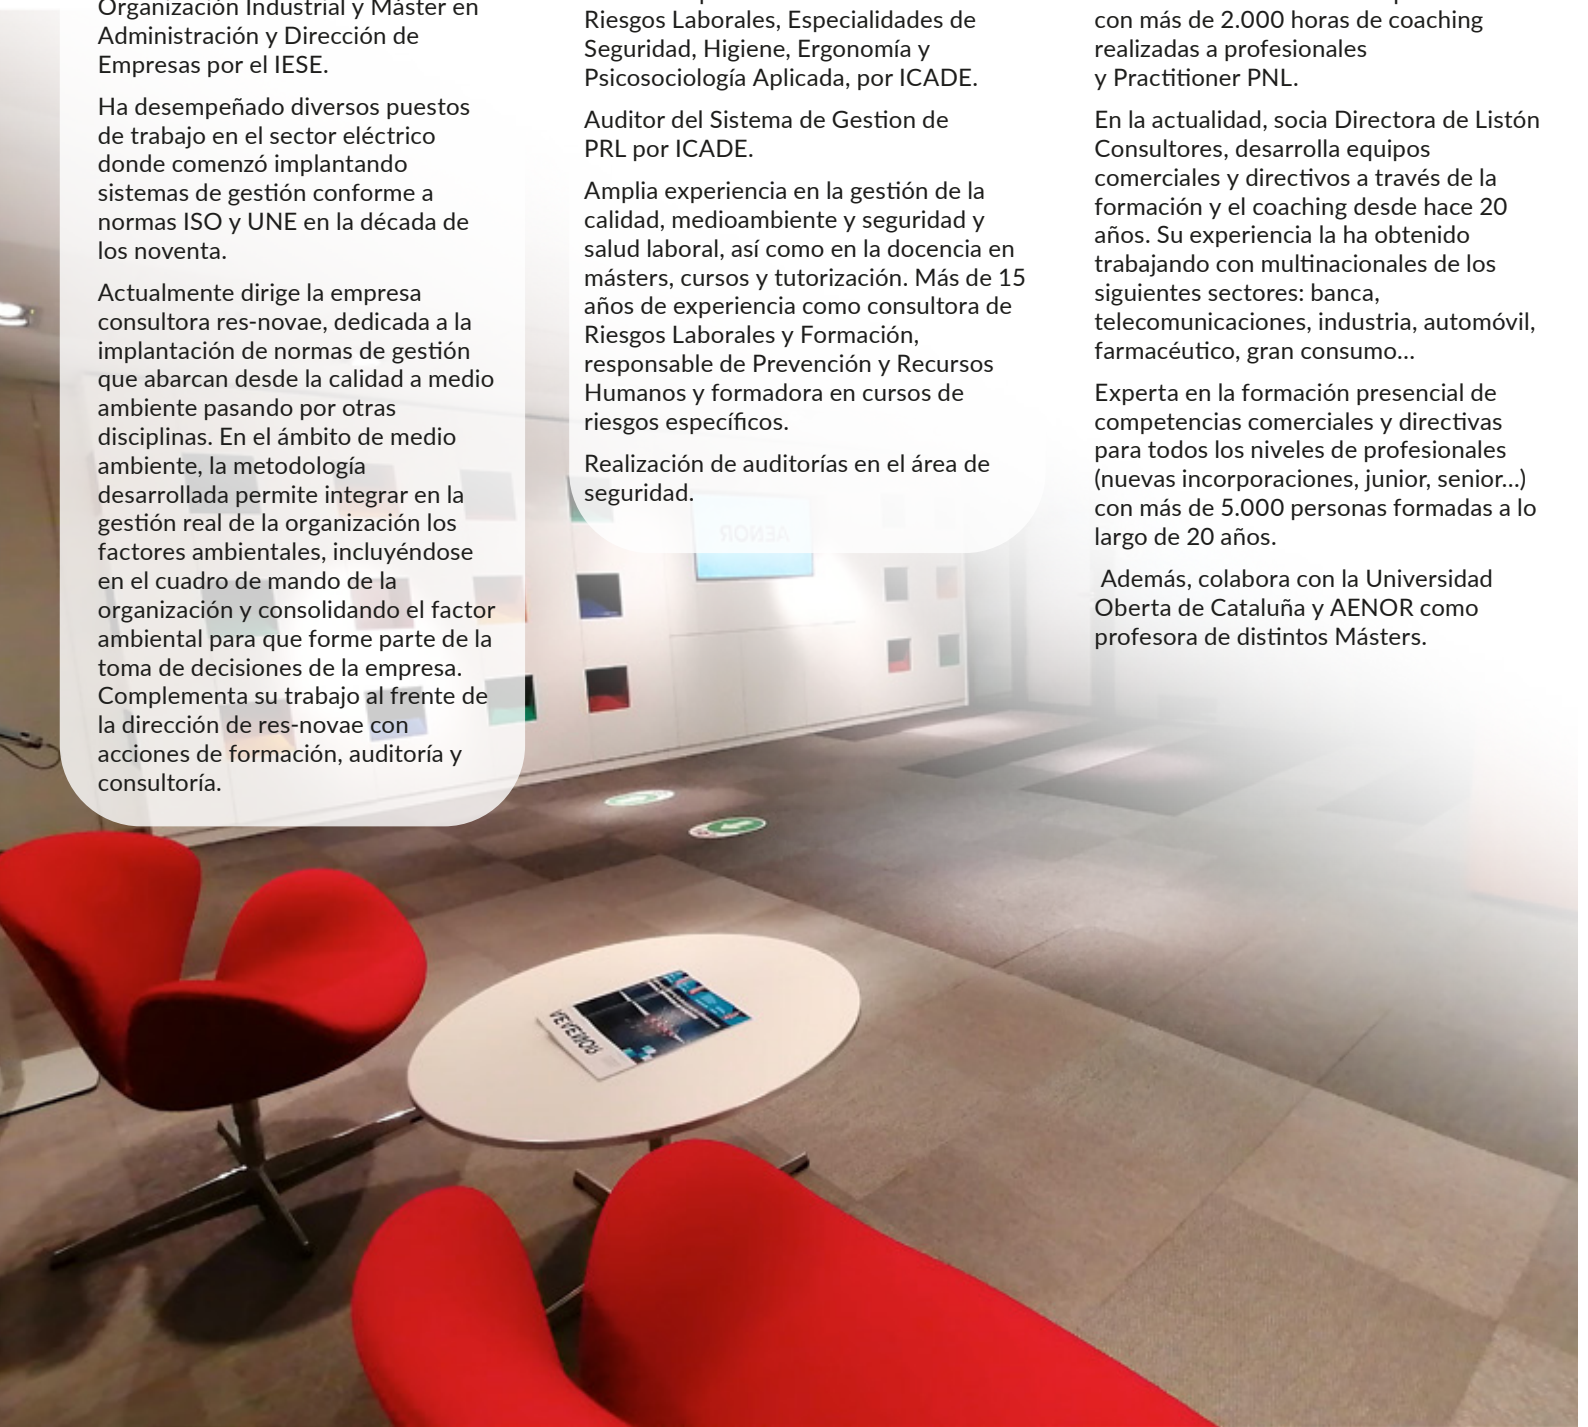 Organización Industrial y Máster en
Administración y Dirección de
Empresas por el IESE.
Ha desempeñado diversos puestos
de trabajo en el sector eléctrico
donde comenzó implantando
sistemas de gestión conforme a
normas ISO y UNE en la década de
los noventa.
Actualmente dirige la empresa
consultora res-novae, dedicada a la
implantación de normas de gestión
que abarcan desde la calidad a medio
ambiente pasando por otras
disciplinas. En el ámbito de medio
ambiente, la metodología
desarrollada permite integrar en la
gestión real de la organización los
factores ambientales, incluyéndose
en el cuadro de mando de la
organización y consolidando el factor
ambiental para que forme parte de la
toma de decisiones de la empresa.
Complementa su trabajo al frente de
la dirección de res-novae con
acciones de formación, auditoría y
consultoría.
Riesgos Laborales, Especialidades de
Seguridad, Higiene, Ergonomía y
Psicosociología Aplicada, por ICADE.
Auditor del Sistema de Gestion de
PRL por ICADE.
Amplia experiencia en la gestión de la
calidad, medioambiente y seguridad y
salud laboral, así como en la docencia en
másters, cursos y tutorización. Más de 15
años de experiencia como consultora de
Riesgos Laborales y Formación,
responsable de Prevención y Recursos
Humanos y formadora en cursos de
riesgos específicos.
Realización de auditorías en el área de
seguridad.
AENOR
con más de 2.000 horas de coaching
realizadas a profesionales
y Practitioner PNL.
En la actualidad, socia Directora de Listón
Consultores, desarrolla equipos
comerciales y directivos a través de la
formación y el coaching desde hace 20
años. Su experiencia la ha obtenido
trabajando con multinacionales de los
siguientes sectores: banca,
telecomunicaciones, industria, automóvil,
farmacéutico, gran consumo...
Experta en la formación presencial de
competencias comerciales y directivas
para todos los niveles de profesionales
(nuevas incorporaciones, junior, senior...)
con más de 5.000 personas formadas a lo
largo de 20 años.
Además, colabora con la Universidad
Oberta de Cataluña y AENOR como
profesora de distintos Másters.